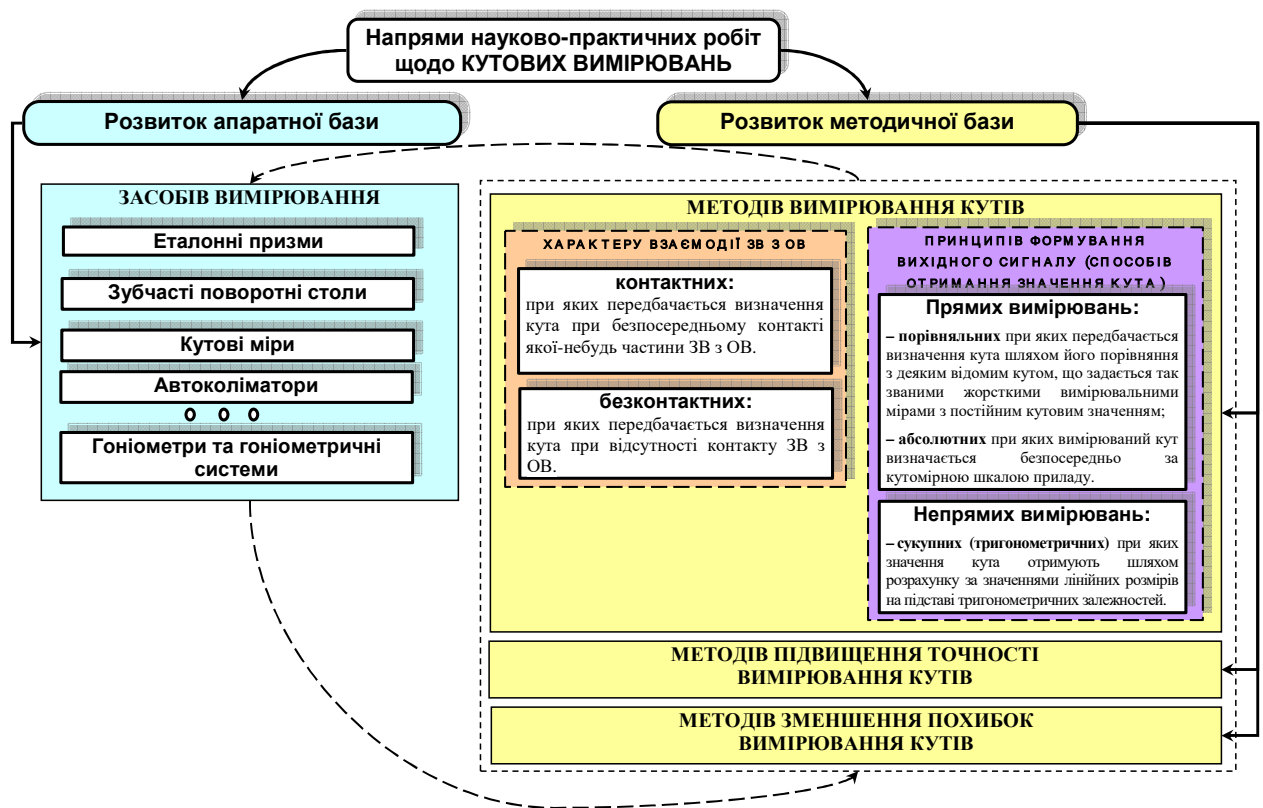 Напрями науково-практичних робіт
щодо КУТОВИХ ВИМІРЮВАНЬ
Розвиток апаратної бази
Розвиток методичної бази
ЗАСОБІВ ВИМІРЮВАННЯ
Еталонні призми
Зубчасті поворотні столи
Кутові міри
Автоколіматори
Гоніометри та гоніометричні
системи
МЕТОДІВ ВИМІРЮВАННЯ КУТІВ
ХАРАКТЕРУ ВЗАЄМОДІЇ ЗВ З ОВ
контактних:
при яких передбачається визначення
кута при безпосередньому контакті
якої-небудь частини ЗВ з ОВ.
безконтактних:
при яких передбачається визначення
кута при відсутності контакту ЗВ з
ОВ.
ПРИНЦИПІВ ФОРМУВАННЯ
ВИХІДНОГО СИГНАЛУ (СПОСОБІВ
ОТРИМАННЯ ЗНАЧЕННЯ КУТА)
Прямих вимірювань:
– порівняльних при яких передбачається
визначення кута шляхом його порівняння
з деяким відомим кутом, що задається так
званими жорсткими вимірювальними
мірами з постійним кутовим значенням;
– абсолютних при яких вимірюваний кут
визначається безпосередньо за
кутомірною шкалою приладу.
Непрямих вимірювань:
– сукупних (тригонометричних) при яких
значення кута отримують шляхом
розрахунку за значеннями лінійних розмірів
на підставі тригонометричних залежностей.
МЕТОДІВ ПІДВИЩЕННЯ ТОЧНОСТІ
ВИМІРЮВАННЯ КУТІВ
МЕТОДІВ ЗМЕНШЕННЯ ПОХИБОК
ВИМІРЮВАННЯ КУТІВ